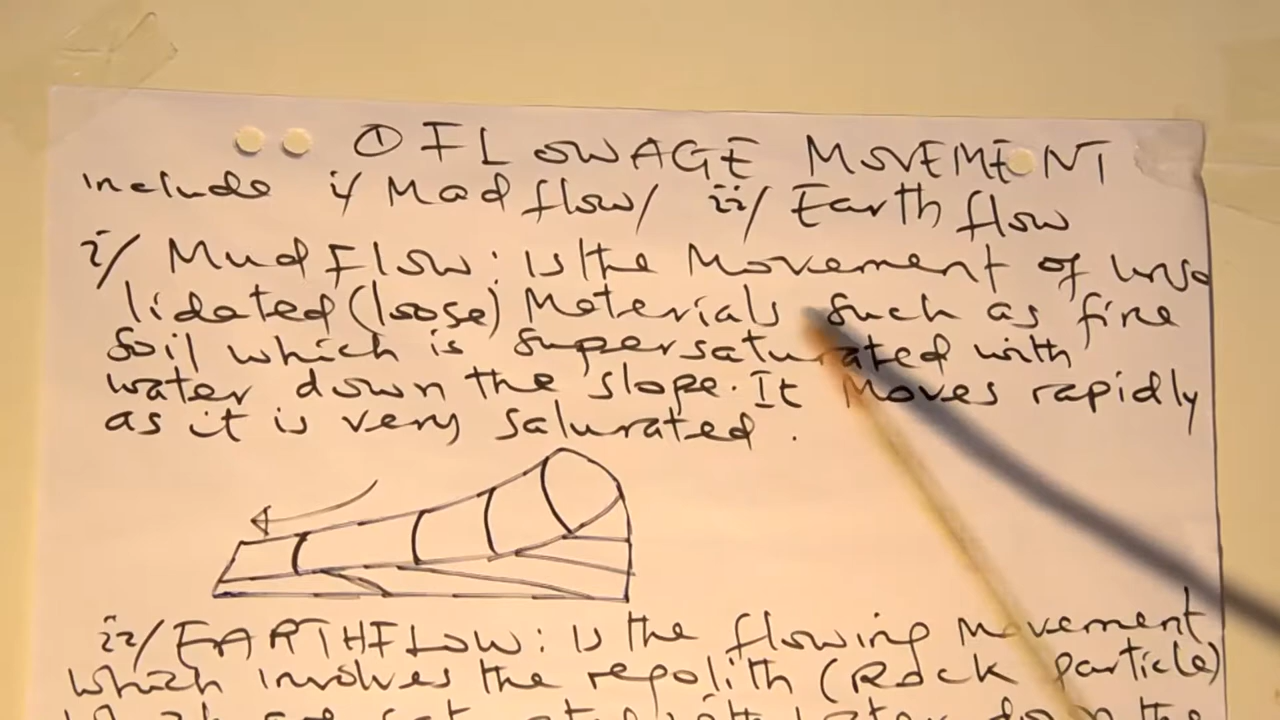 ① FLOWAGE MOVEMENT
include i/ Mud flow/ ii/ Earth flow
i/ Mud Flow: is the Movement of unso
lidated (loose) Materials such as fine
soil which is supersaturated with
water down the slope. It Moves rapidly
as it is very saturated.
ii/ EARTHFLOW: is the flowing movement
which involves the regolith (Rock particle)
down the